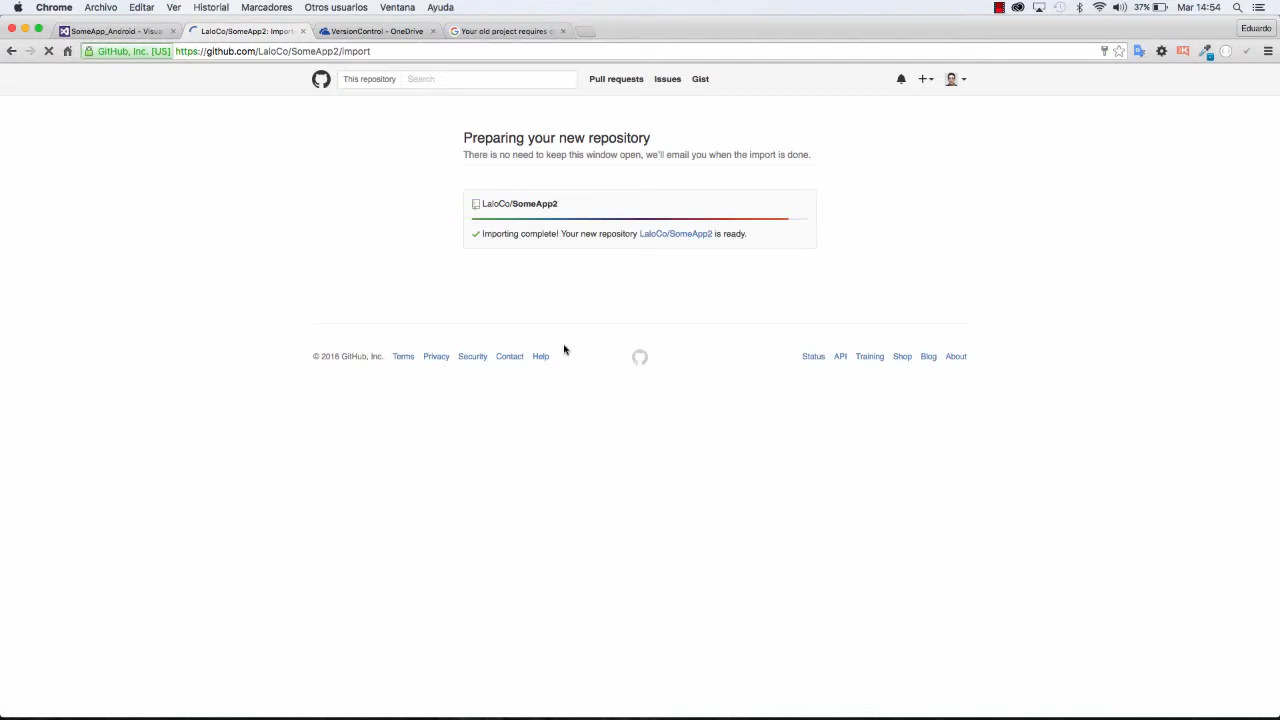 Chrome Archivo Editar Ver Historial Marcadores Otros usuarios Ventana Ayuda 37% Mar 14:54
SomeApp_Android - Visua LaloCo/SomeApp2: Import VersionControl - OneDrive Your old project requires c Eduardo
GitHub, Inc. [US] https://github.com/LaloCo/SomeApp2/import
This repository Search Pull requests Issues Gist
Preparing your new repository
There is no need to keep this window open, we'll email you when the import is done.
LaloCo/SomeApp2
Importing complete! Your new repository LaloCo/SomeApp2 is ready.
© 2016 GitHub, Inc. Terms Privacy Security Contact Help Status API Training Shop Blog About